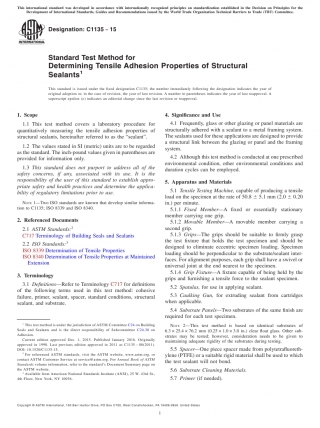 This international standard was developed in accordance with internationally recognized principles on standardization established in the Decision on Principles for the
Development of International Standards, Guides and Recommendations issued by the World Trade Organization Technical Barriers to Trade (TBT) Committee.
Designation: C1135 − 15
INTERNATIONAL
Standard Test Method for
Determining Tensile Adhesion Properties of Structural
Sealants1
This standard is issued under the fixed designation C1135; the number immediately following the designation indicates the year of
original adoption or, in the case of revision, the year of last revision. A number in parentheses indicates the year of last reapproval. A
superscript epsilon (ε) indicates an editorial change since the last revision or reapproval.
1. Scope
1.1 This test method covers a laboratory procedure for
quantitatively measuring the tensile adhesion properties of
structural sealants, hereinafter referred to as the "sealant".
1.2 The values stated in SI (metric) units are to be regarded
as the standard. The inch-pound values given in parentheses are
provided for information only.
1.3 This standard does not purport to address all of the
safety concerns, if any, associated with its use. It is the
responsibility of the user of this standard to establish appro-
priate safety and health practices and determine the applica-
bility of regulatory limitations prior to use.
NOTE 1—Two ISO standards are known that develop similar informa-
tion to C1135; ISO 8339 and ISO 8340.
2. Referenced Documents
2.1 ASTM Standards:2
C717 Terminology of Building Seals and Sealants
2.2 ISO Standards:3
ISO 8339 Determination of Tensile Properties
ISO 8340 Determination of Tensile Properties at Maintained
Extension
3. Terminology
3.1 Definitions—Refer to Terminology C717 for definitions
of the following terms used in this test method: cohesive
failure, primer, sealant, spacer, standard conditions, structural
sealant, and substrate.
1 This test method is under the jurisdiction of ASTM Committee C24 on Building
Seals and Sealants and is the direct responsibility of Subcommittee C24.30 on
Adhesion.
Current edition approved Dec. 1, 2015. Published January 2016. Originally
approved in 1990. Last previous edition approved in 2011 as C1135 – 00(2011).
DOI: 10.1520/C1135-15.
2 For referenced ASTM standards, visit the ASTM website, www.astm.org, or
contact ASTM Customer Service at service@astm.org. For Annual Book of ASTM
Standards volume information, refer to the standard's Document Summary page on
the ASTM website.
3 Available from American National Standards Institute (ANSI), 25 W. 43rd St.,
4th Floor, New York, NY 10036.
4. Significance and Use
4.1 Frequently, glass or other glazing or panel materials are
structurally adhered with a sealant to a metal framing system.
The sealants used for these applications are designed to provide
a structural link between the glazing or panel and the framing
system.
4.2 Although this test method is conducted at one prescribed
environmental condition, other environmental conditions and
duration cycles can be employed.
5. Apparatus and Materials
5.1 Tensile Testing Machine, capable of producing a tensile
load on the specimen at the rate of 50.8 ± 5.1 mm (2.0 ± 0.20
in.) per minute.
5.1.1 Fixed Member—A fixed or essentially stationary
member carrying one grip.
5.1.2 Movable Member—A movable member carrying a
second grip.
5.1.3 Grips—The grips should be suitable to firmly grasp
the test fixture that holds the test specimen and should be
designed to eliminate eccentric specimen loading. Specimen
loading should be perpendicular to the substrate/sealant inter-
faces. For alignment purposes, each grip shall have a swivel or
universal joint at the end nearest to the specimen.
5.1.4 Grip Fixture—A fixture capable of being held by the
grips and furnishing a tensile force to the sealant specimen.
5.2 Spatulas, for use in applying sealant.
5.3 Caulking Gun, for extruding sealant from cartridges
when applicable.
5.4 Substrate Panels—Two substrates of the same finish are
required for each test specimen.
NOTE 2—This test method is based on identical substrates of
6.3 x 25.4 x 76.2 mm (0.25 x 1.0 x 3.0 in.) clear float glass. Other sub-
strates may be tested; however, consideration needs to be given to
maintaining adequate rigidity of the substrates during testing.
5.5 Spacer—One piece spacer made from polytetrafluoroeth-
ylene (PTFE) or a suitable rigid material shall be used to which
the test sealant will not bond.
5.6 Substrate Cleaning Materials.
5.7 Primer (if needed).
Copyright © ASTM International, 100 Barr Harbor Drive, PO Box C700, West Conshohocken, PA 19428-2959. United States
1